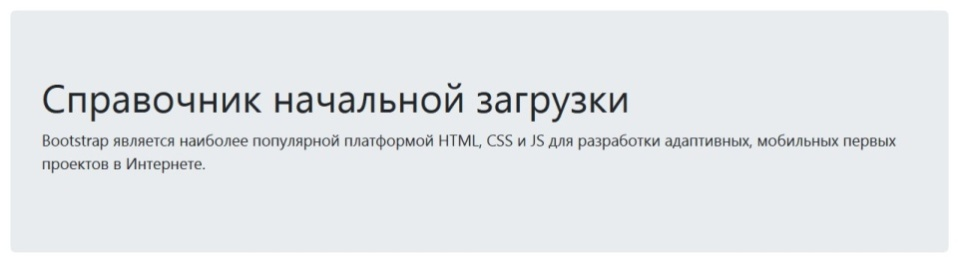 Справочник начальной загрузки
Bootstrap является наиболее популярной платформой HTML, CSS и JS для разработки адаптивных, мобильных первых
проектов в Интернете.